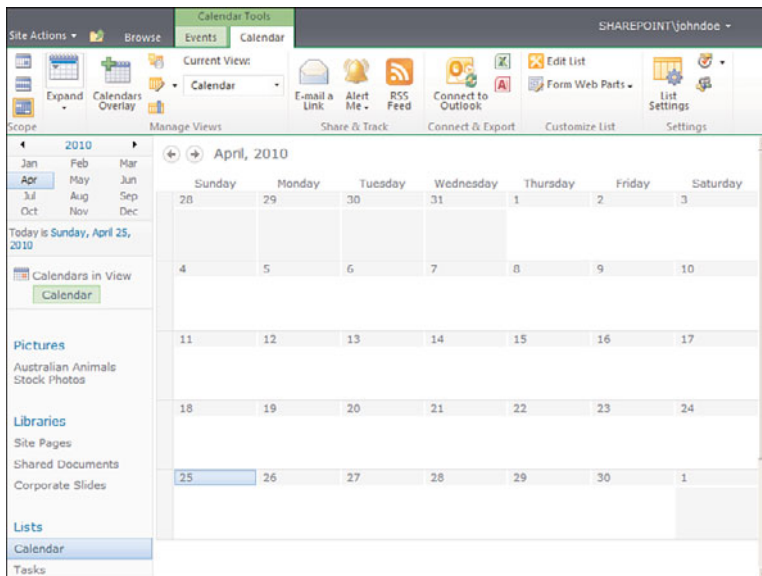 Calendar Tools
SHAREPOINT\johndoe
Site Actions Browse Events Calendar
Expand
Calendars Overlay
Current View:
Calendar
E-mail a Link
Alert Me
RSS Feed
Connect to Outlook
Edit List
Form Web Parts
List Settings
Scope Manage Views Share & Track Connect & Export Customize List Settings
2010
Jan Feb Mar
Apr May Jun
Jul Aug Sep
Oct Nov Dec
Today is Sunday, April 25,
2010
Calendars in View
Calendar
Pictures
Australian Animals
Stock Photos
Libraries
Site Pages
Shared Documents
Corporate Slides
Lists
Calendar
Tasks
April, 2010
Sunday Monday Tuesday Wednesday Thursday Friday Saturday
28 29 30 31 1 2 3
4 5 6 7 8 9 10
11 12 13 14 15 16 17
18 19 20 21 22 23 24
25 26 27 28 29 30 1